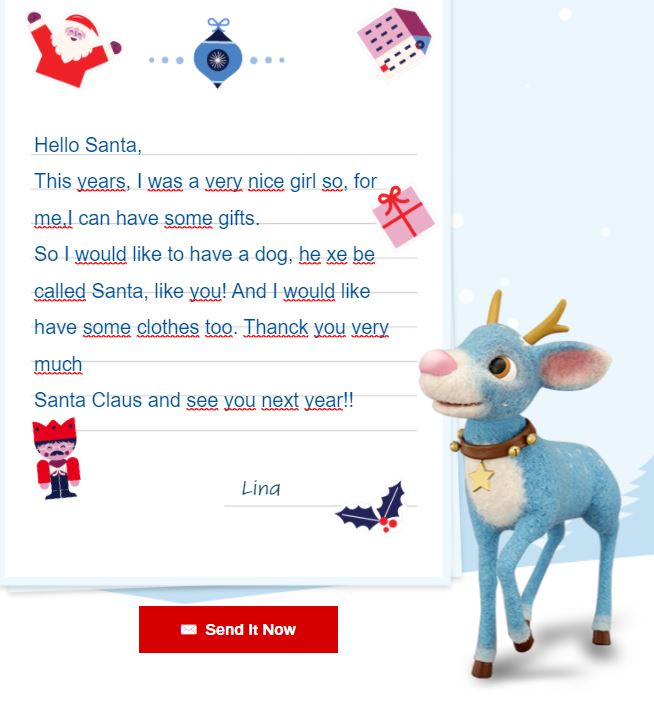 Hello Santa,
This years, I was a very nice girl so, for
me,I can have some gifts.
So I would like to have a dog, he xe be
called Santa, like you! And I would like
have some clothes too. Thanck you very
much
Santa Claus and see you next year!!
Lina
Send It Now